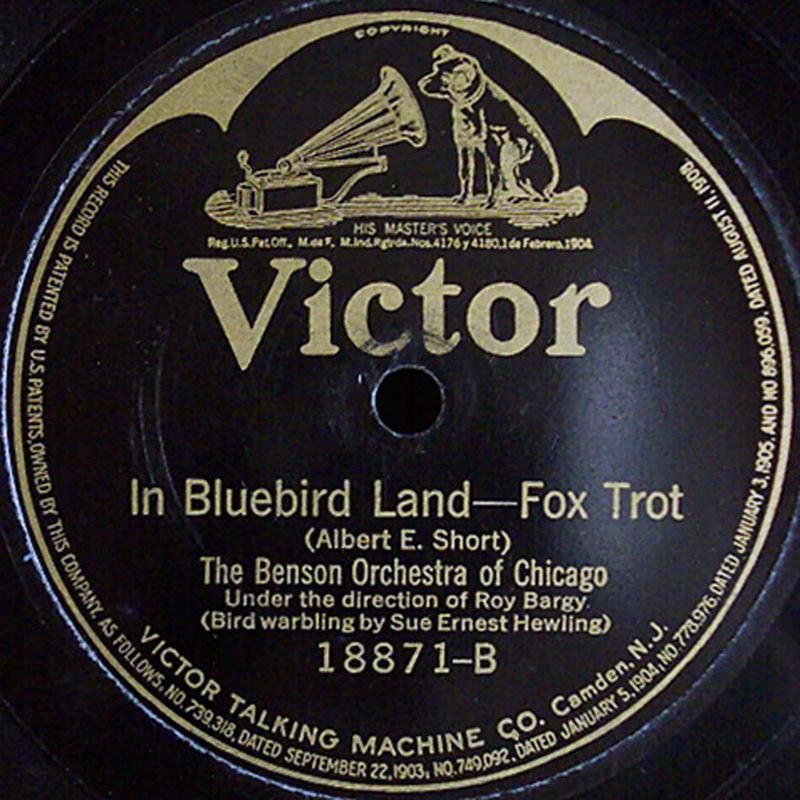 COPYRIGHT
HIS MASTER'S VOICE
Reg.U.S.Pat.Off., M.de F. M.Ind.Rgtrda.Nos.4176 y 4180,1 de Febrero,1908.
Victor
In Bluebird Land—Fox Trot
(Albert E. Short)
The Benson Orchestra of Chicago
Under the direction of Roy Bargy
(Bird warbling by Sue Ernest Hewling)
18871-B
VICTOR TALKING MACHINE CO. Camden, N. J.
THIS RECORD IS PATENTED BY U.S. PATENTS, OWNED BY THIS COMPANY, AS FOLLOWS, NO. 739,318, DATED SEPTEMBER 22, 1903; NO. 749,092, DATED JANUARY 5, 1904, NO. 778,976, DATED JANUARY 3, 1905, AND NO 896,059, DATED AUGUST 11, 1908.